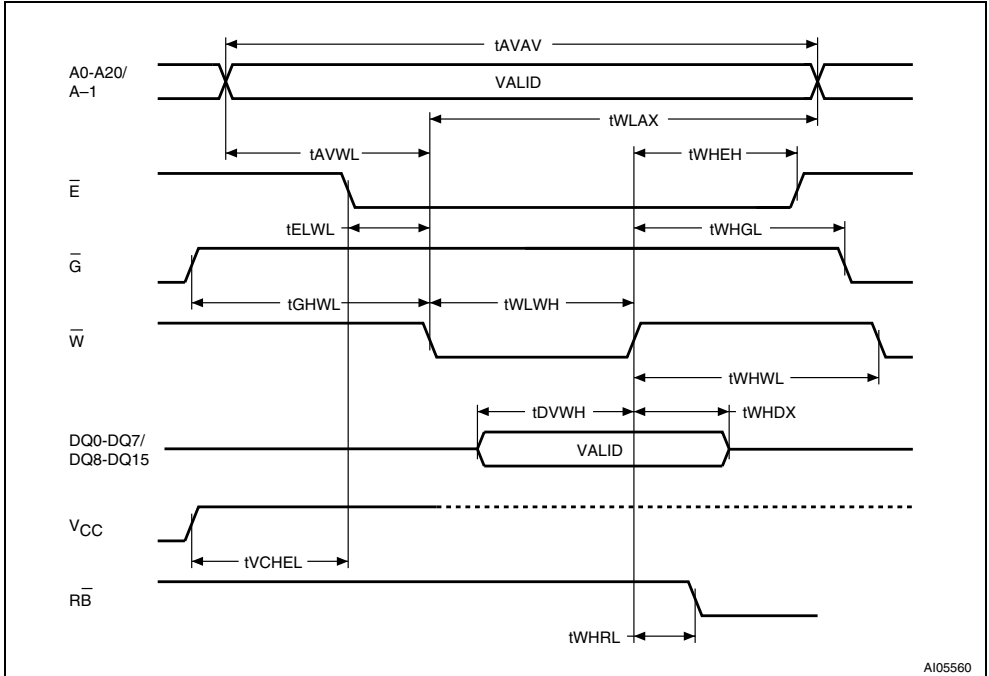 tAVAV
A0-A20/
A–1
VALID
tWLAX
tAVWL
tWHEH
E̅
tELWL
tWHGL
G̅
tGHWL
tWLWH
W̅
tWHWL
tDVWH
tWHDX
DQ0-DQ7/
DQ8-DQ15
VALID
VCC
tVCHEL
RB̅
tWHRL
AI05560